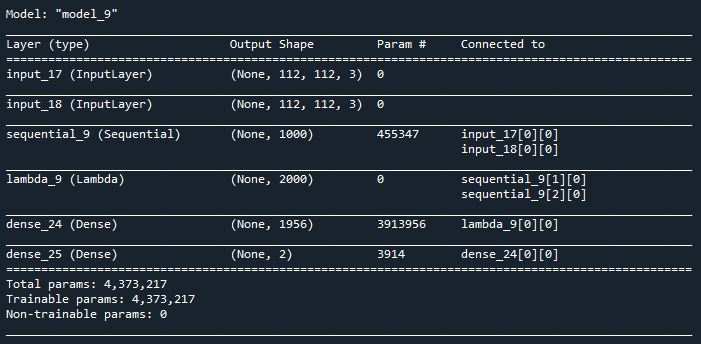 Model: "model_9"
Layer (type) Output Shape Param # Connected to
input_17 (InputLayer) (None, 112, 112, 3) 0
input_18 (InputLayer) (None, 112, 112, 3) 0
sequential_9 (Sequential) (None, 1000) 455347 input_17[0][0]
input_18[0][0]
lambda_9 (Lambda) (None, 2000) 0 sequential_9[1][0]
sequential_9[2][0]
dense_24 (Dense) (None, 1956) 3913956 lambda_9[0][0]
dense_25 (Dense) (None, 2) 3914 dense_24[0][0]
Total params: 4,373,217
Trainable params: 4,373,217
Non-trainable params: 0